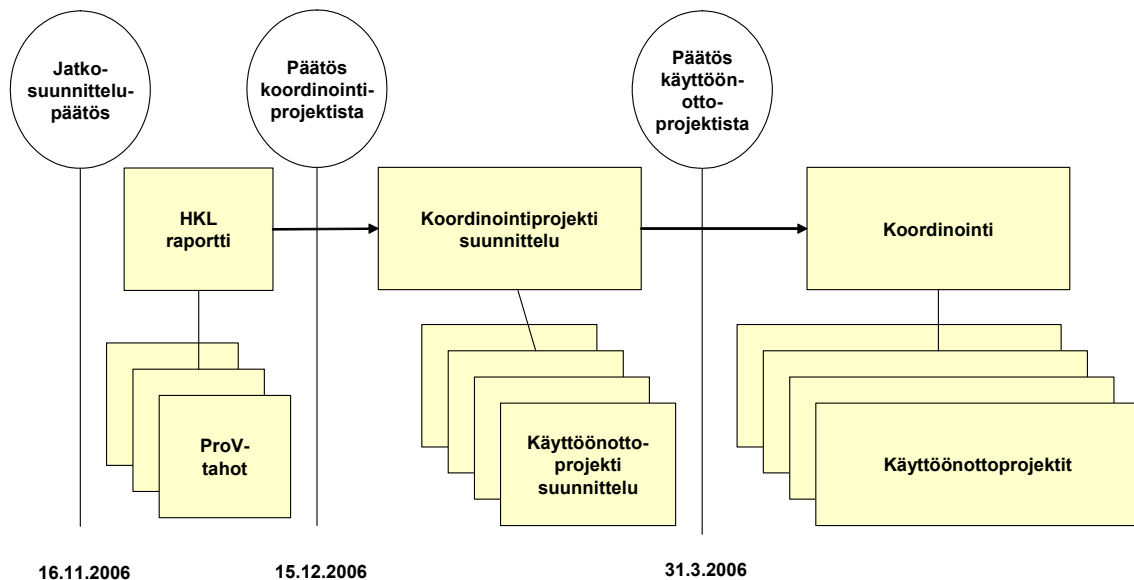 Jatko-
suunnittelu-
päätös
Päätös
koordinointi-
projektista
Päätös
käyttöön-
otto-
projektista
HKL
raportti
Koordinointiprojekti
suunnittelu
Koordinointi
ProV-
tahot
Käyttöönotto-
projekti
suunnittelu
Käyttöönottoprojektit
16.11.2006
15.12.2006
31.3.2006